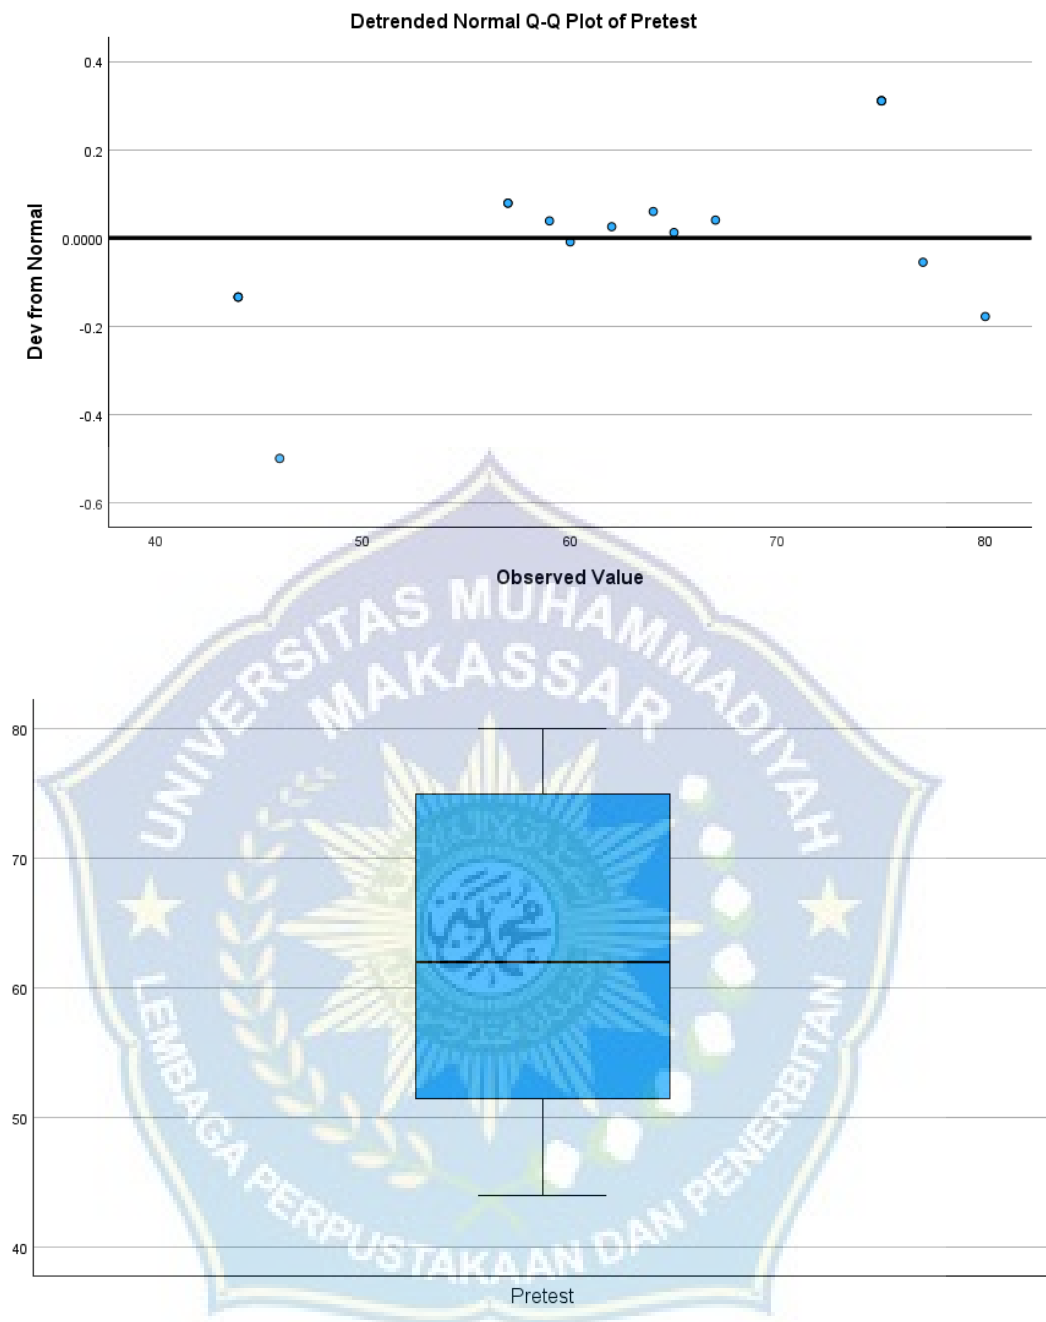 Detrended Normal Q-Q Plot of Pretest
0.4
0.2
0.0000
-0.2
-0.4
-0.6
Dev from Normal
40 50 60 70 80
Observed Value
UNIVERSITAS MUHAMMADIYAH
MAKASSAR
LEMBAGA PERPUSTAKAAN DAN PENERBITAN
80
70
60
50
40
Pretest